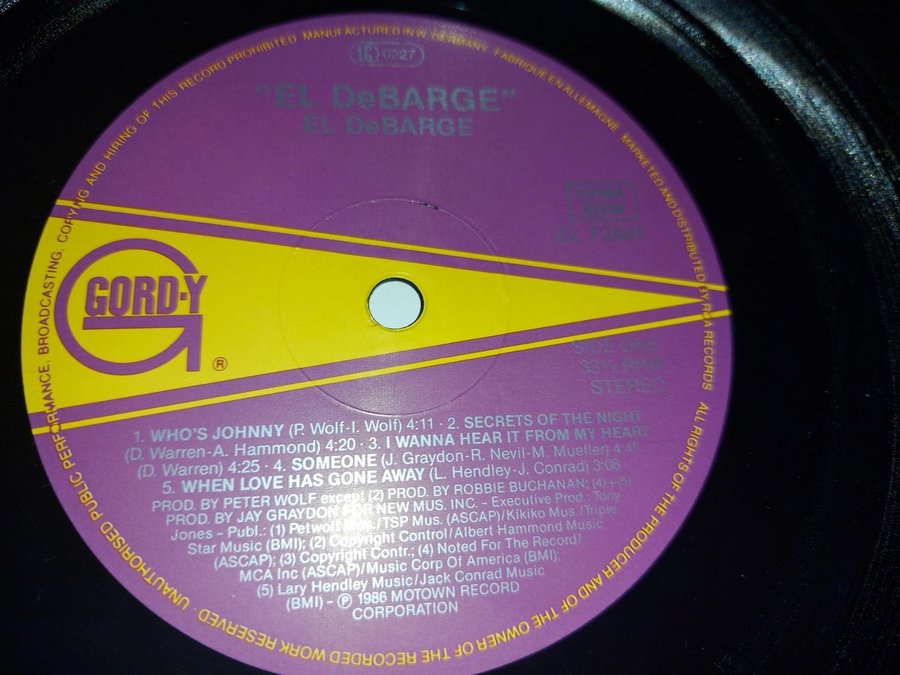 UNAUTHORISED PUBLIC PERFORMANCE, BROADCASTING, COPYING AND HIRING OF THIS RECORD PROHIBITED MANUFACTURED IN W. GERMANY. FABRIQUE EN ALLEMAGNE. MARKETED AND DISTRIBUTED BY RCA RECORDS ALL RIGHTS OF THE PRODUCER AND OF THE OWNER OF THE RECORDED WORK RESERVED
LC 0227
"EL DeBARGE"
EL DeBARGE
GORD-Y
G
®
SIDE
33⅓ RPM
STEREO
1. WHO'S JOHNNY (P. Wolf-I. Wolf) 4:11 · 2. SECRETS OF THE NIGHT
(D. Warren-A. Hammond) 4:20 · 3. I WANNA HEAR IT FROM MY HEART
(D. Warren) 4:25 · 4. SOMEONE (J. Graydon-R. Nevil-M. Mueller) 4:45
5. WHEN LOVE HAS GONE AWAY (L. Hendley-J. Conrad) 3:08
PROD. BY PETER WOLF except (2) PROD. BY ROBBIE BUCHANAN; (4) + (5)
PROD. BY JAY GRAYDON FOR NEW MUS. INC. - Executive Prod.: Tony
Jones - Publ.: (1) Petwolf Mus./TSP Mus. (ASCAP)/Kikiko Mus./Triple
Star Music (BMI); (2) Copyright Control/Albert Hammond Music
(ASCAP); (3) Copyright Contr.; (4) Noted For The Record/
MCA Inc (ASCAP)/Music Corp Of America (BMI);
(5) Lary Hendley Music/Jack Conrad Music
(BMI) - ℗ 1986 MOTOWN RECORD
CORPORATION